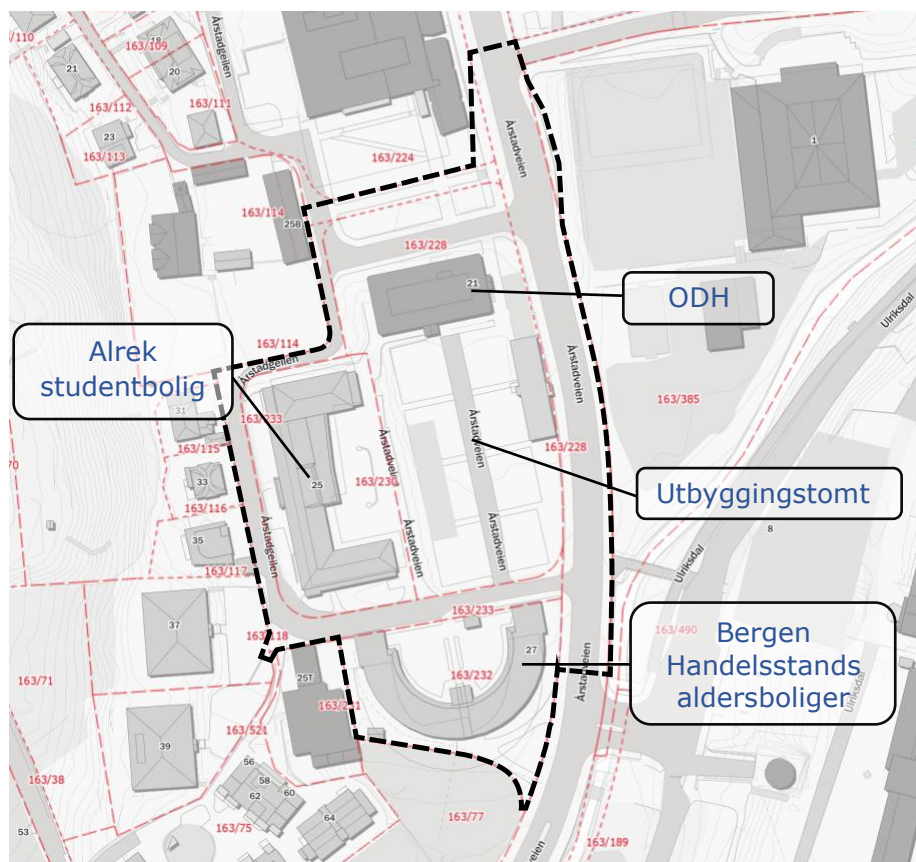 163/110
18
163/109
20
21
Årstadgeilen
163/112
163/111
23
163/113
163/224
Årstadveien
1
163/114
25B
163/228
21
ODH
Ulriksdal
Alrek
studentbolig
163/114
Årstadgeilen
Årstadveien
163/385
31
163/233
163/115
Årstadveien
Årstadveien
163/228
33
25
163/230
Utbyggingstomt
163/116
35
Årstadgeilen
Årstadveien
Årstadveien
8
Ulriksdal
163/117
163/233
37
163/118
27
163/490
Bergen
Handelsstands
aldersboliger
163/71
25T
163/232
Årstadveien
Ulriksdal
39
163/521
56
58
60
62
64
163/38
163/75
163/77
53
163/189